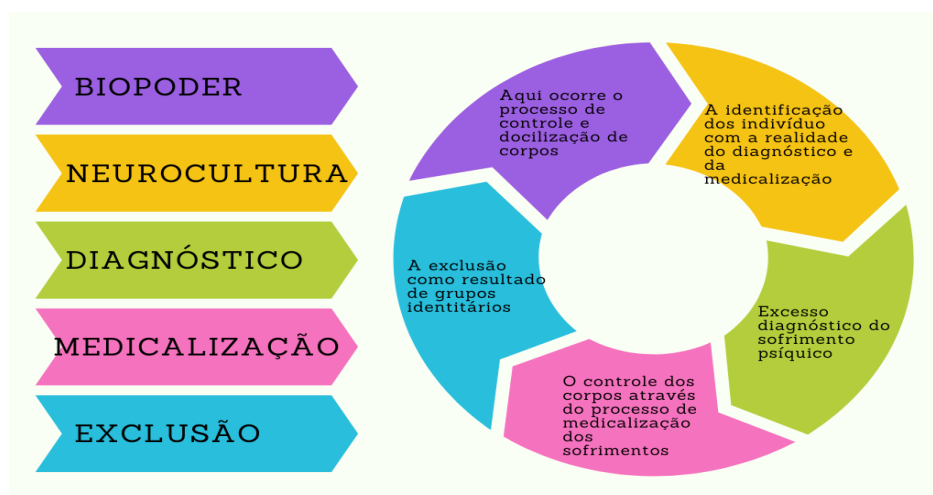 BIOPODER
NEUROCULTURA
DIAGNÓSTICO
MEDICALIZAÇÃO
EXCLUSÃO
Aqui ocorre o
processo de
controle e
docilização de
corpos
A identificação
dos indivíduo
com a realidade
do diagnóstico e
da
medicalização
Excesso
diagnóstico do
sofrimento
psíquico
O controle dos
corpos através
do processo de
medicalização
dos
sofrimentos
A exclusão
como resultado
de grupos
identitários